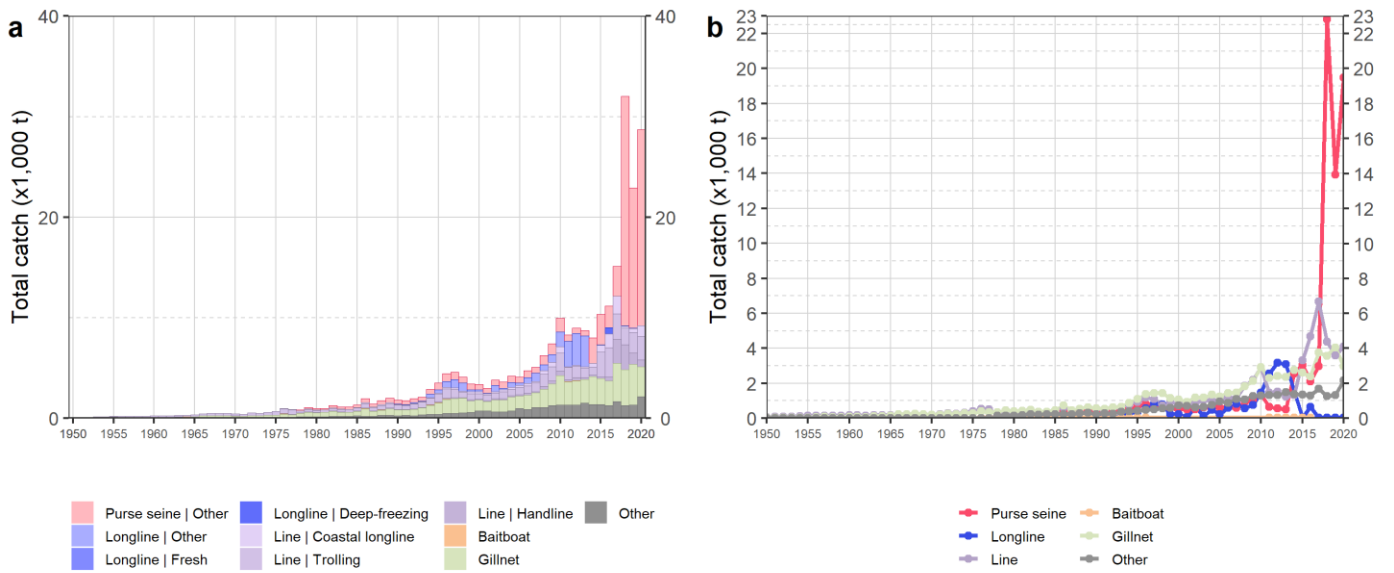 a
Total catch (x1,000 t)
40
20
0
40
20
0
1950 1955 1960 1965 1970 1975 1980 1985 1990 1995 2000 2005 2010 2015 2020
Purse seine | Other
Longline | Other
Longline | Fresh
Longline | Deep-freezing
Line | Coastal longline
Line | Trolling
Line | Handline
Baitboat
Gillnet
Other
b
Total catch (x1,000 t)
23
22
20
18
16
14
12
10
8
6
4
2
0
23
22
20
18
16
14
12
10
8
6
4
2
0
1950 1955 1960 1965 1970 1975 1980 1985 1990 1995 2000 2005 2010 2015 2020
Purse seine
Longline
Line
Baitboat
Gillnet
Other